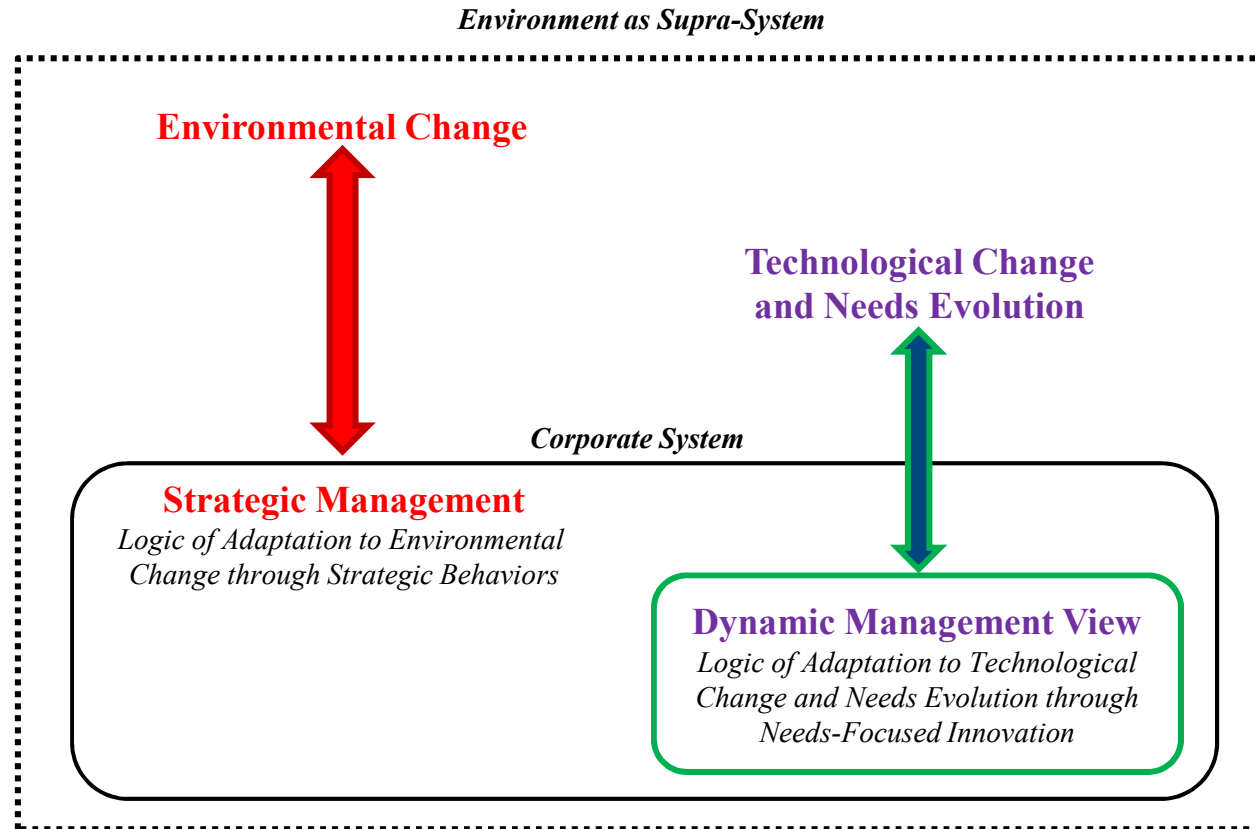 Environment as Supra-System
Environmental Change
Technological Change
and Needs Evolution
Corporate System
Strategic Management
Logic of Adaptation to Environmental
Change through Strategic Behaviors
Dynamic Management View
Logic of Adaptation to Technological
Change and Needs Evolution through
Needs-Focused Innovation